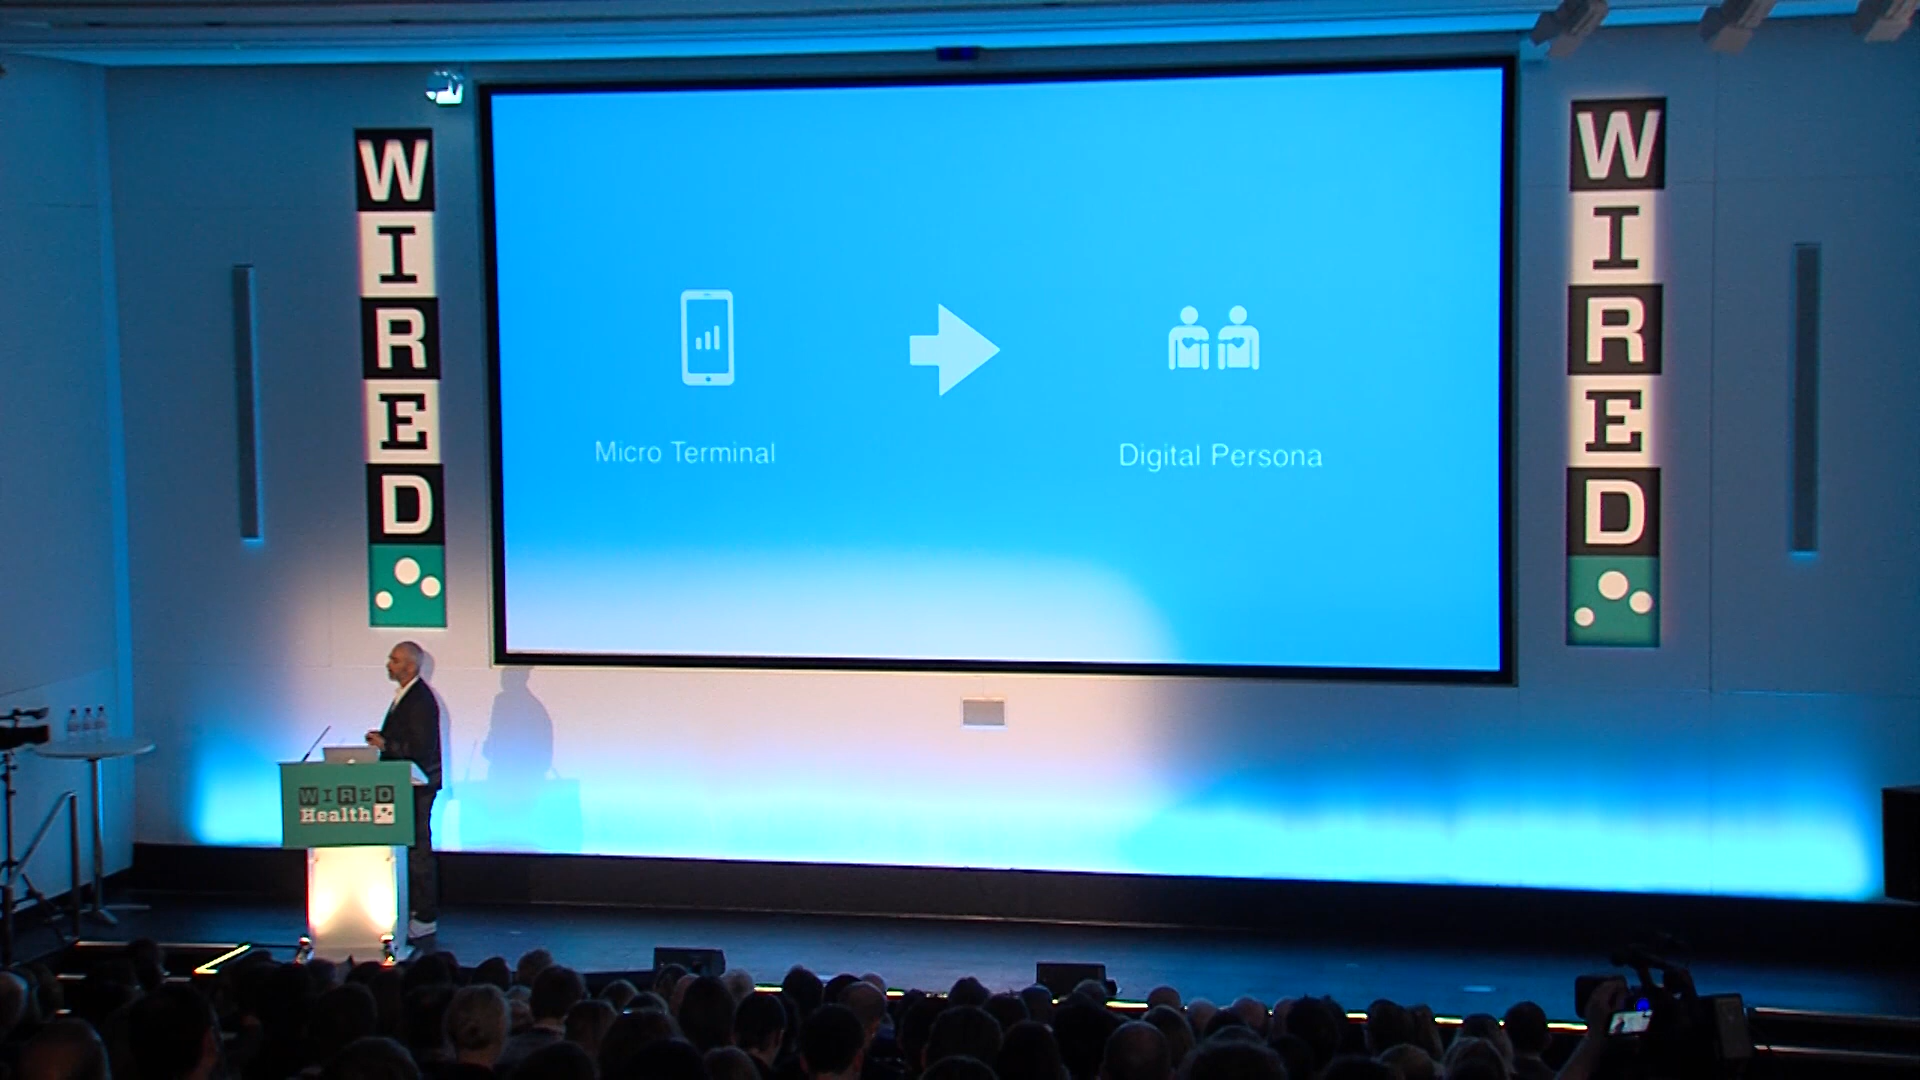 WIRED
Micro Terminal
Digital Persona
WIRED
WIRED
Health